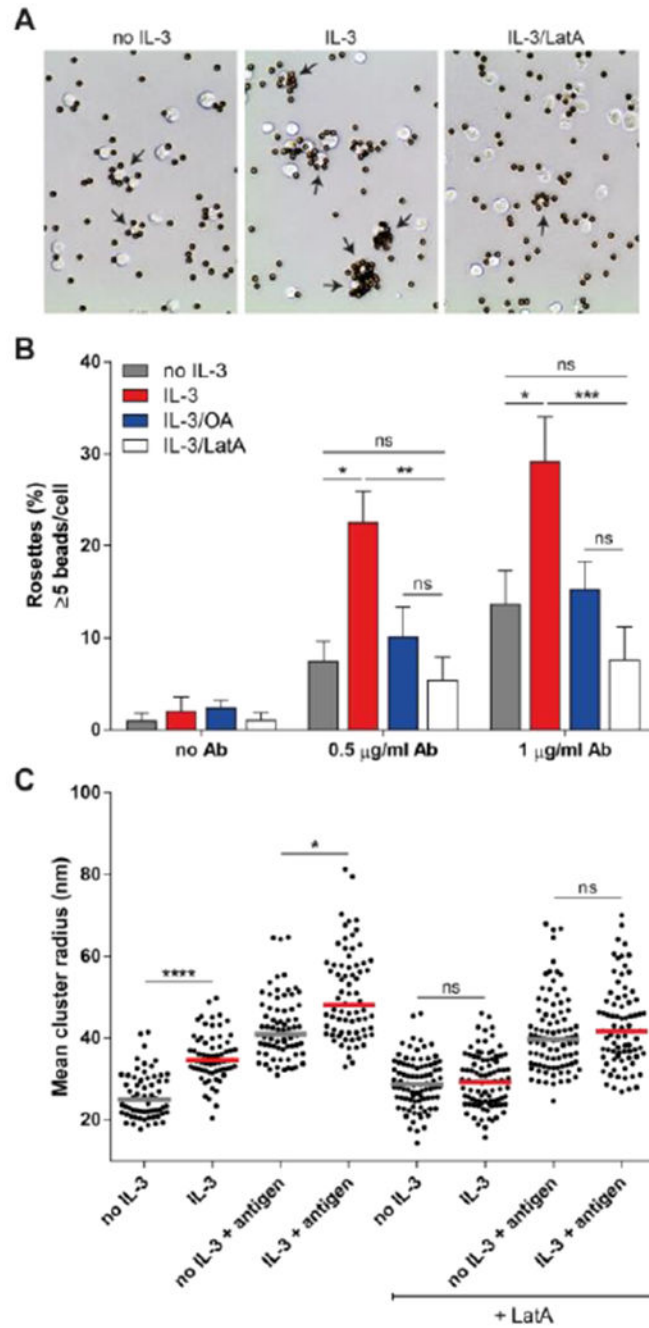 A
no IL-3 IL-3 IL-3/LatA
B
40
30
20
10
0
Rosettes (%)
≥5 beads/cell
no IL-3
IL-3
IL-3/OA
IL-3/LatA
ns
* **
ns
ns
* ***
ns
no Ab 0.5 μg/ml Ab 1 μg/ml Ab
C
100
80
60
40
20
Mean cluster radius (nm)
****
*
ns
ns
no IL-3
IL-3
no IL-3 + antigen
IL-3 + antigen
no IL-3
IL-3
no IL-3 + antigen
IL-3 + antigen
+ LatA